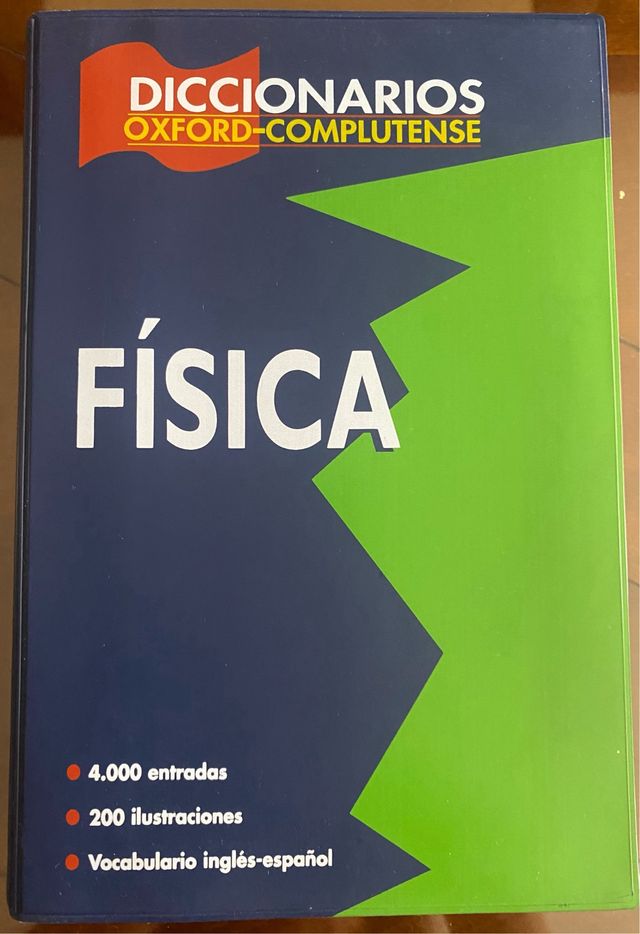 DICCIONARIOS
OXFORD-COMPLUTENSE
FÍSICA
4.000 entradas
200 ilustraciones
Vocabulario inglés-español